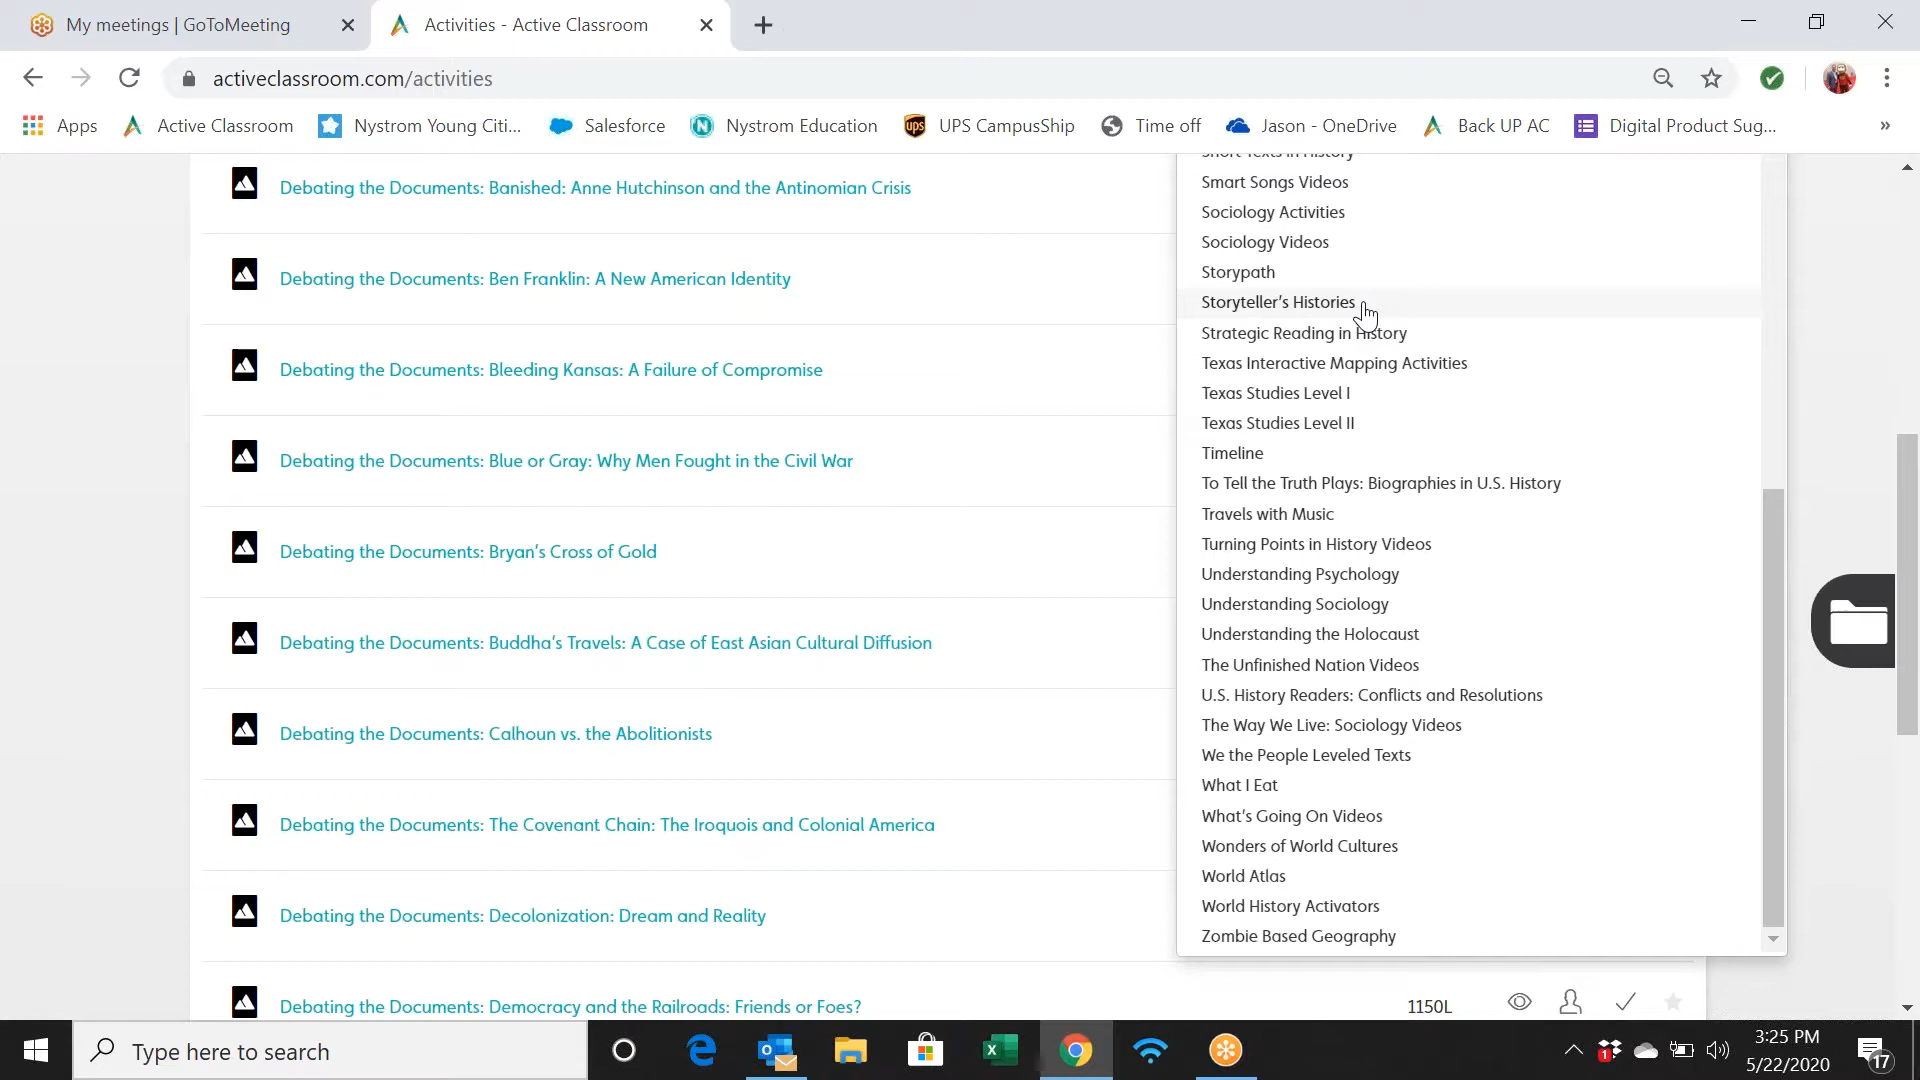 My meetings | GoToMeeting
Activities - Active Classroom
activeclassroom.com/activities
Apps
Active Classroom
Nystrom Young Citi...
Salesforce
Nystrom Education
UPS CampusShip
Time off
Jason - OneDrive
Back UP AC
Digital Product Sug...
»
Debating the Documents: Banished: Anne Hutchinson and the Antinomian Crisis
Debating the Documents: Ben Franklin: A New American Identity
Debating the Documents: Bleeding Kansas: A Failure of Compromise
Debating the Documents: Blue or Gray: Why Men Fought in the Civil War
Debating the Documents: Bryan's Cross of Gold
Debating the Documents: Buddha's Travels: A Case of East Asian Cultural Diffusion
Debating the Documents: Calhoun vs. the Abolitionists
Debating the Documents: The Covenant Chain: The Iroquois and Colonial America
Debating the Documents: Decolonization: Dream and Reality
Debating the Documents: Democracy and the Railroads: Friends or Foes?
1150L
Short Texts in History
Smart Songs Videos
Sociology Activities
Sociology Videos
Storypath
Storyteller's Histories
Strategic Reading in History
Texas Interactive Mapping Activities
Texas Studies Level I
Texas Studies Level II
Timeline
To Tell the Truth Plays: Biographies in U.S. History
Travels with Music
Turning Points in History Videos
Understanding Psychology
Understanding Sociology
Understanding the Holocaust
The Unfinished Nation Videos
U.S. History Readers: Conflicts and Resolutions
The Way We Live: Sociology Videos
We the People Leveled Texts
What I Eat
What's Going On Videos
Wonders of World Cultures
World Atlas
World History Activators
Zombie Based Geography
Type here to search
3:25 PM
5/22/2020
17